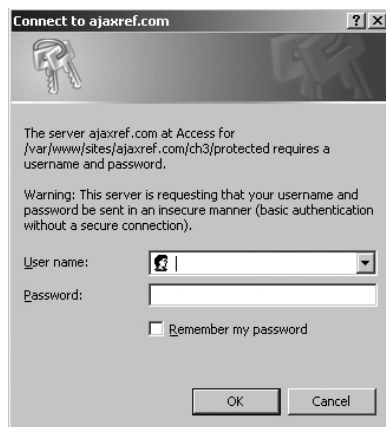 Connect to ajaxref.com
The server ajaxref.com at Access for
/var/www/sites/ajaxref.com/ch3/protected requires a
username and password.
Warning: This server is requesting that your username and
password be sent in an insecure manner (basic authentication
without a secure connection).
User name:
Password:
Remember my password
OK Cancel